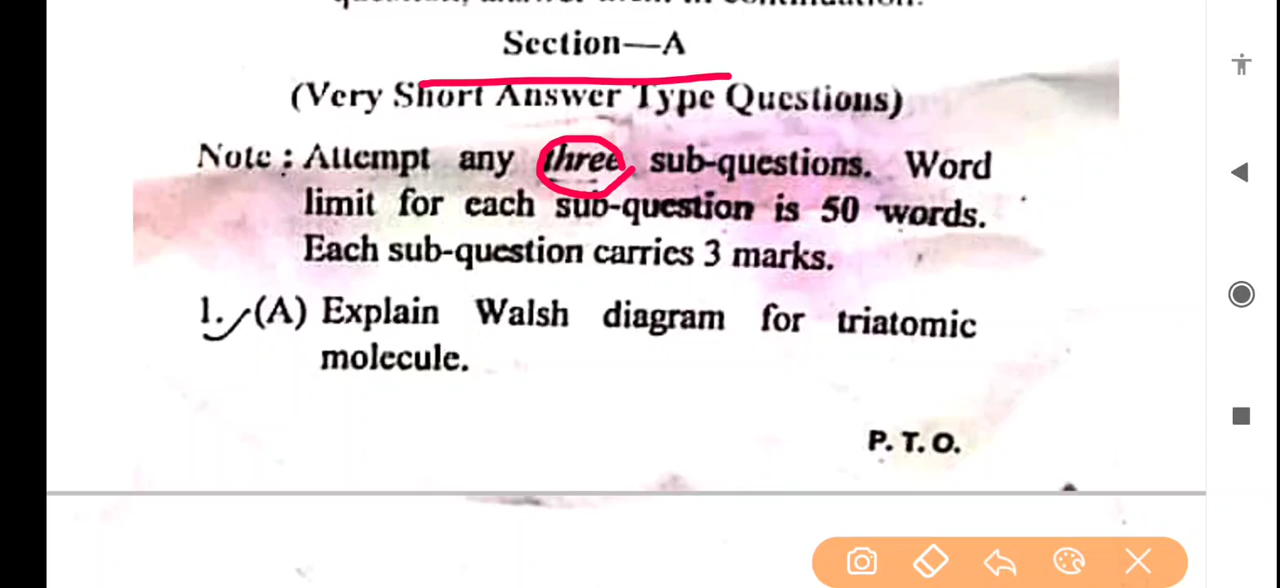 Section—A
(Very Short Answer Type Questions)
Note : Attempt any three sub-questions. Word
limit for each sub-question is 50 words.
Each sub-question carries 3 marks.
1. (A) Explain Walsh diagram for triatomic
molecule.
P. T. O.